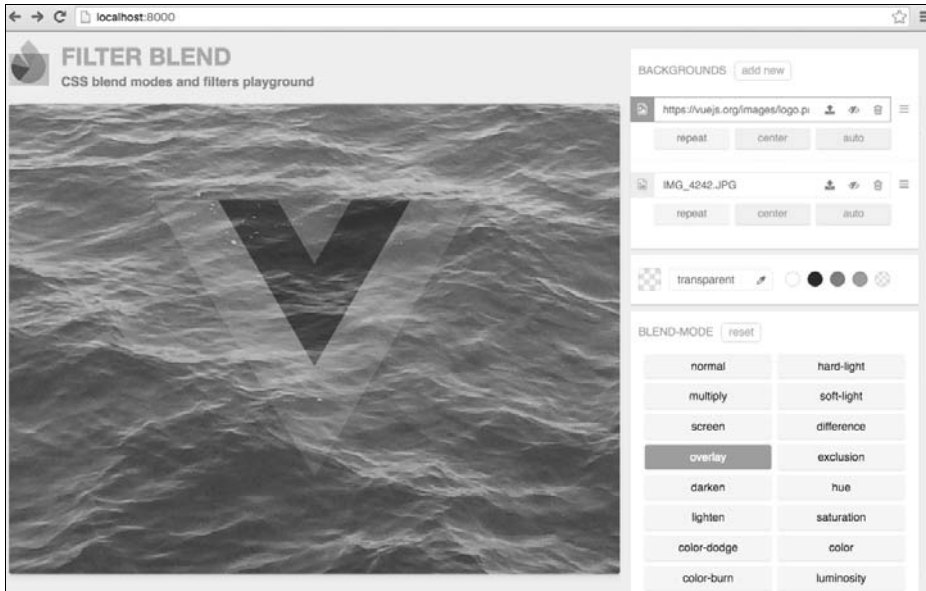 localhost:8000
FILTER BLEND
CSS blend modes and filters playground
BACKGROUNDS add new
https://vuejs.org/images/logo.p
repeat center auto
IMG_4242.JPG
repeat center auto
transparent
BLEND-MODE reset
normal hard-light
multiply soft-light
screen difference
overlay exclusion
darken hue
lighten saturation
color-dodge color
color-burn luminosity